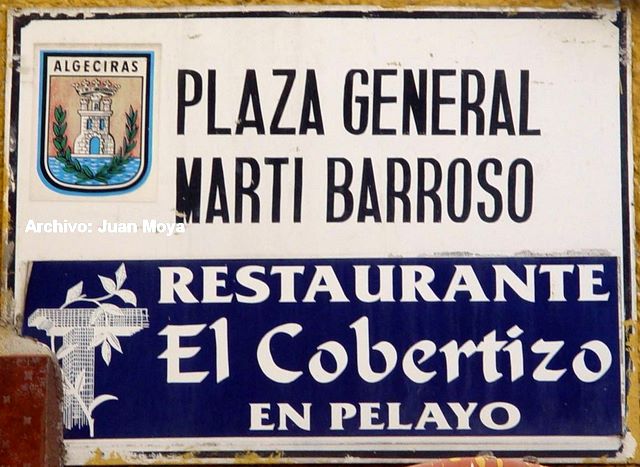 ALGECIRAS
PLAZA GENERAL
MARTI BARROSO
Archivo: Juan Moya
RESTAURANTE
El Cobertizo
EN PELAYO